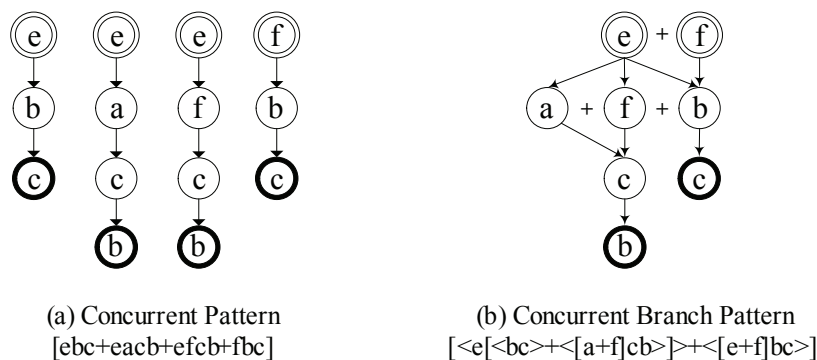 e e e f e + f
b a f b a + f + b
c c c c c c
b b b
(a) Concurrent Pattern
[ebc+eacb+efcb+fbc]
(b) Concurrent Branch Pattern
[<e[<bc>+<[a+f]cb>]>+<[e+f]bc>]